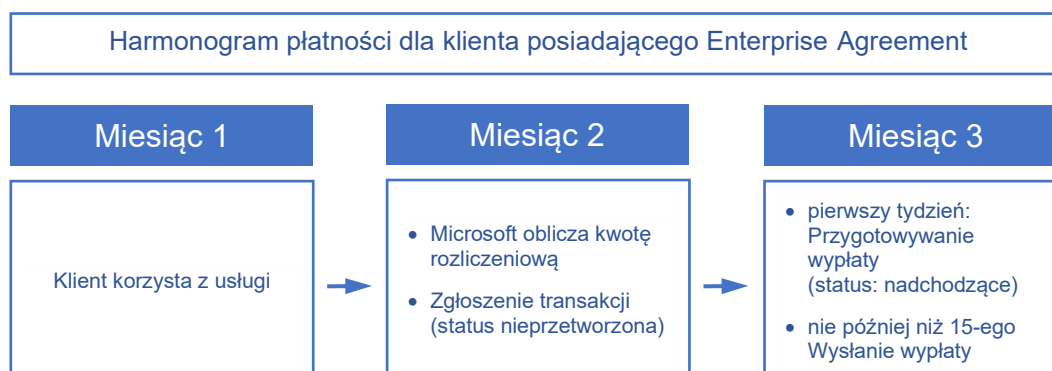 Harmonogram płatności dla klienta posiadającego Enterprise Agreement
Miesiąc 1
Klient korzysta z usługi
Miesiąc 2
• Microsoft oblicza kwotę
rozliczeniową
• Zgłoszenie transakcji
(status nieprzetworzona)
Miesiąc 3
• pierwszy tydzień:
Przygotowywanie
wypłaty
(status: nadchodzące)
• nie później niż 15-ego
Wysłanie wypłaty